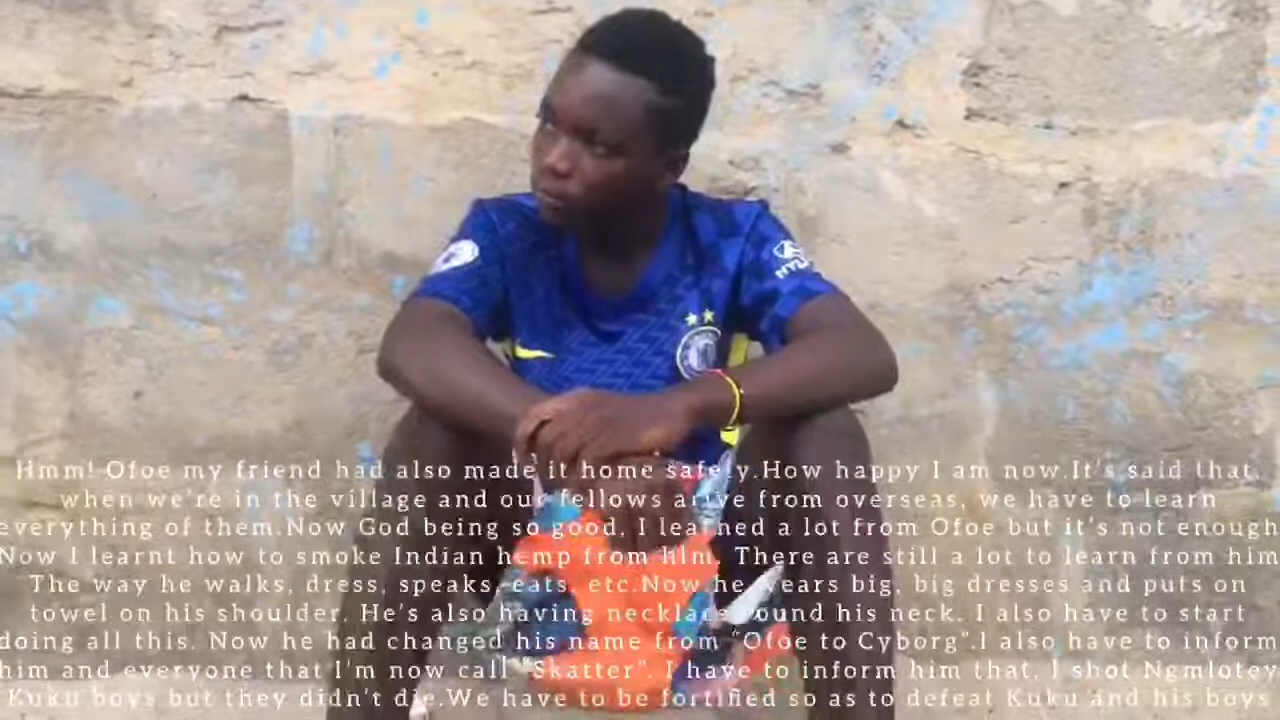 HYU
Hmm! Ofoe my friend had also made it home safely.How happy I am now.It's said that,
when we're in the village and our fellows arive from overseas, we have to learn
everything of them.Now God being so good, I learned a lot from Ofoe but it's not enough
Now I learnt how to smoke Indian hemp from him. There are still a lot to learn from him
The way he walks, dress, speaks, eats, etc.Now he wears big, big dresses and puts on
towel on his shoulder. He's also having necklace round his neck. I also have to start
doing all this. Now he had changed his name from "Ofoe to Cyborg".I also have to inform
him and everyone that I'm now call "Skatter". I have to inform him that, I shot Ngmlotey
Kuku boys but they didn't die.We have to be fortified so as to defeat Kuku and his boys